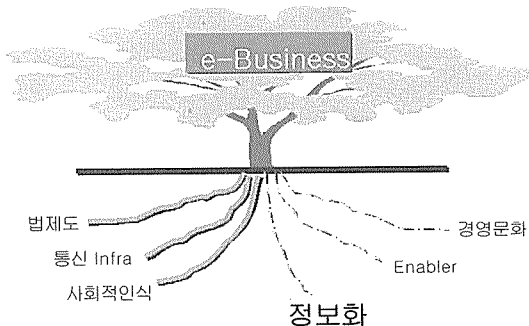 e-Business
법제도
통신 Infra
사회적인식
정보화
Enabler
경영문화